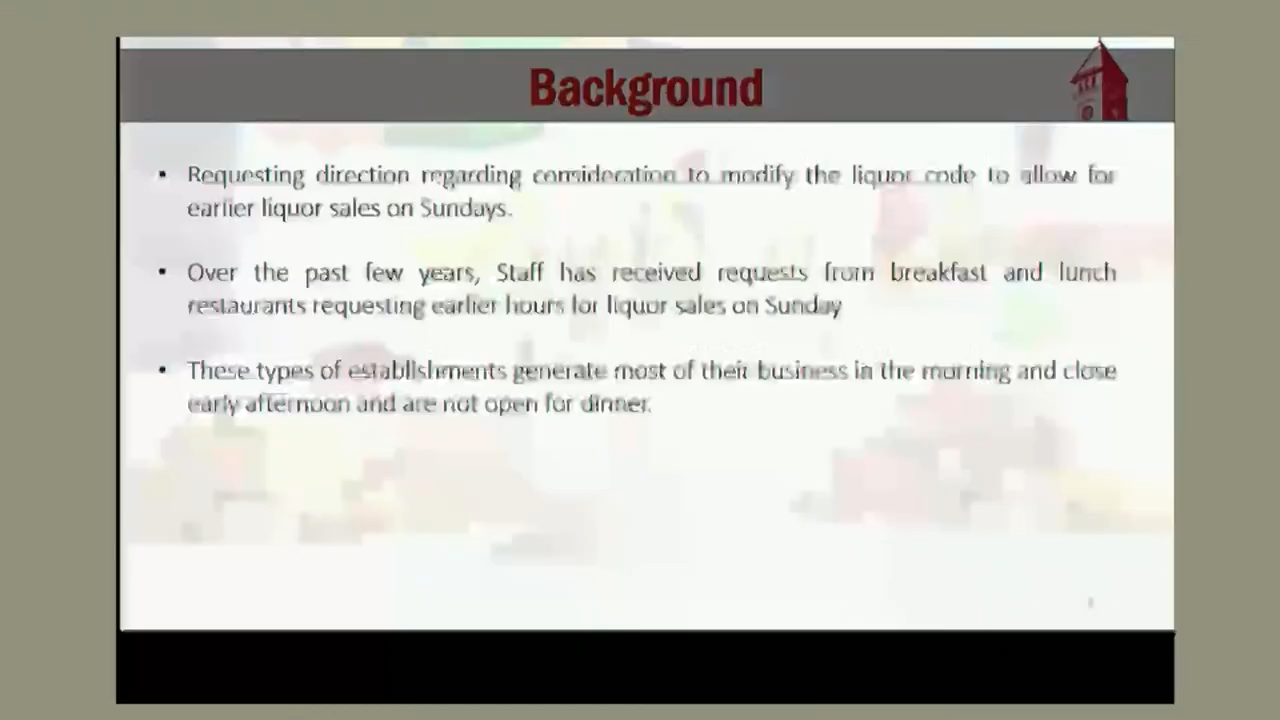 Background
• Requesting direction regarding consideration to modify the liquor code to allow for
earlier liquor sales on Sundays.
• Over the past few years, Staff has received requests from breakfast and lunch
restaurants requesting earlier hours for liquor sales on Sunday
• These types of establishments generate most of their business in the morning and close
early afternoon and are not open for dinner.